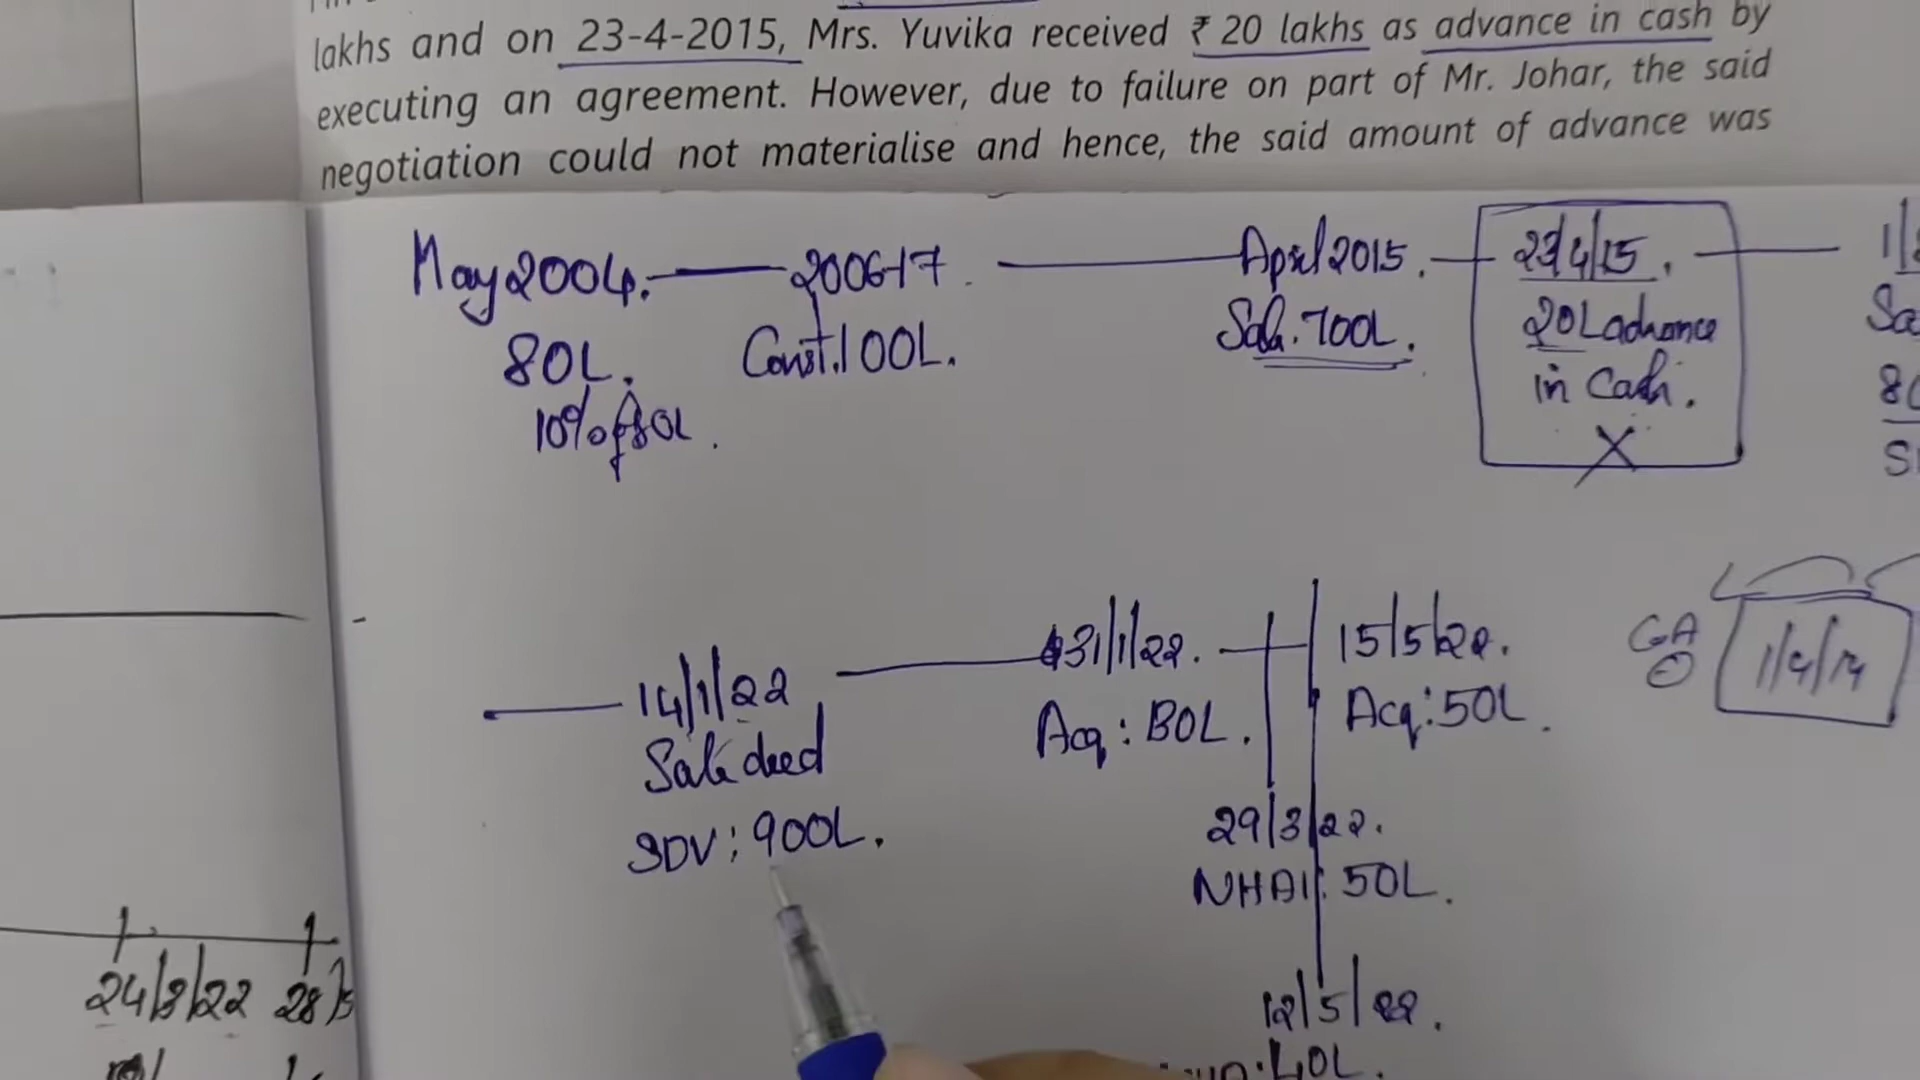 lakhs and on 23-4-2015, Mrs. Yuvika received ₹ 20 lakhs as advance in cash by
executing an agreement. However, due to failure on part of Mr. Johar, the said
negotiation could not materialise and hence, the said amount of advance was
May 2004. 2006-17 April 2015. 23/4/15.
80L. Const. 100L. Sale. 700L. 20L advance
10% of 80L. in Cash.
X
14/1/22 31/1/22. 15/5/22.
Sale deed Acq: 80L. Acq: 50L.
SDV: 900L. 29/3/22.
NHAI: 50L.
12/5/22.
40L.
GA
1/4/14
24/3/22 28/